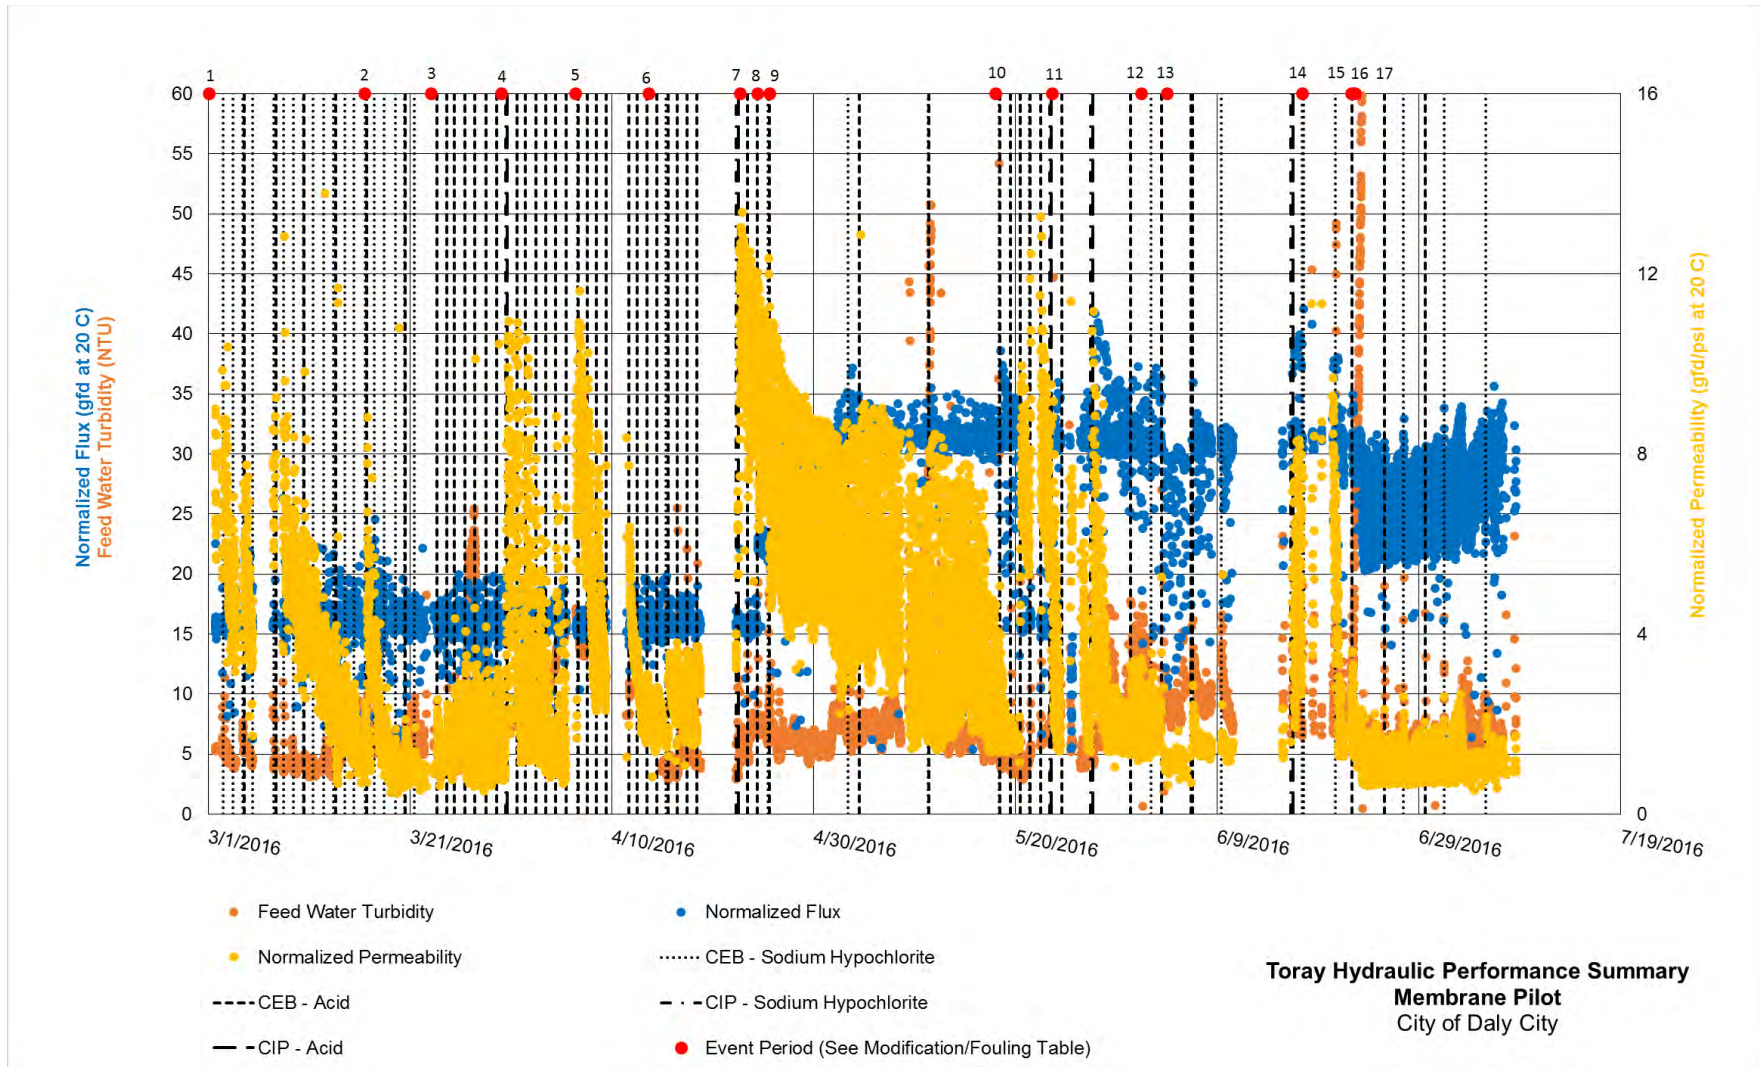 1 2 3 4 5 6 7 8 9 10 11 12 13 14 15 16 17
60 16
55
50
45 12
40
35
30 8
25
20
15 4
10
5
0 0
Normalized Flux (gfd at 20 C)
Feed Water Turbidity (NTU)
Normalized Permeability (gfd/psi at 20 C)
3/1/2016 3/21/2016 4/10/2016 4/30/2016 5/20/2016 6/9/2016 6/29/2016 7/19/2016
Feed Water Turbidity Normalized Flux
Normalized Permeability CEB - Sodium Hypochlorite
CEB - Acid CIP - Sodium Hypochlorite
CIP - Acid Event Period (See Modification/Fouling Table)
Toray Hydraulic Performance Summary
Membrane Pilot
City of Daly City